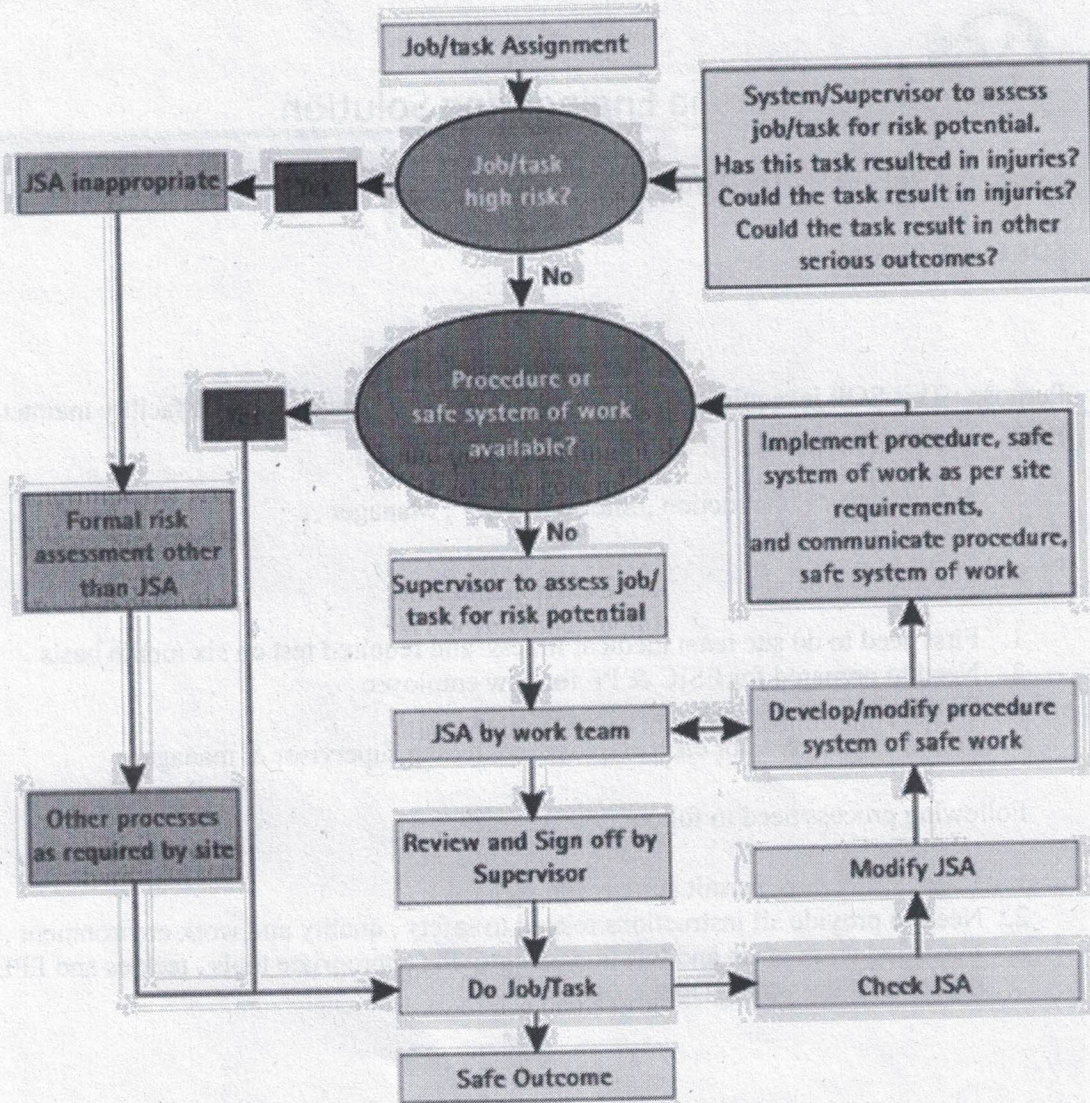 Job/task Assignment
System/Supervisor to assess
job/task for risk potential.
Has this task resulted in injuries?
Could the task result in injuries?
Could the task result in other
serious outcomes?
Job/task
high risk?
Yes
JSA inappropriate
No
Procedure or
safe system of work
available?
Yes
Implement procedure, safe
system of work as per site
requirements,
and communicate procedure,
safe system of work
Formal risk
assessment other
than JSA
No
Supervisor to assess job/
task for risk potential
JSA by work team
Develop/modify procedure
system of safe work
Other processes
as required by site
Review and Sign off by
Supervisor
Modify JSA
Do Job/Task
Check JSA
Safe Outcome